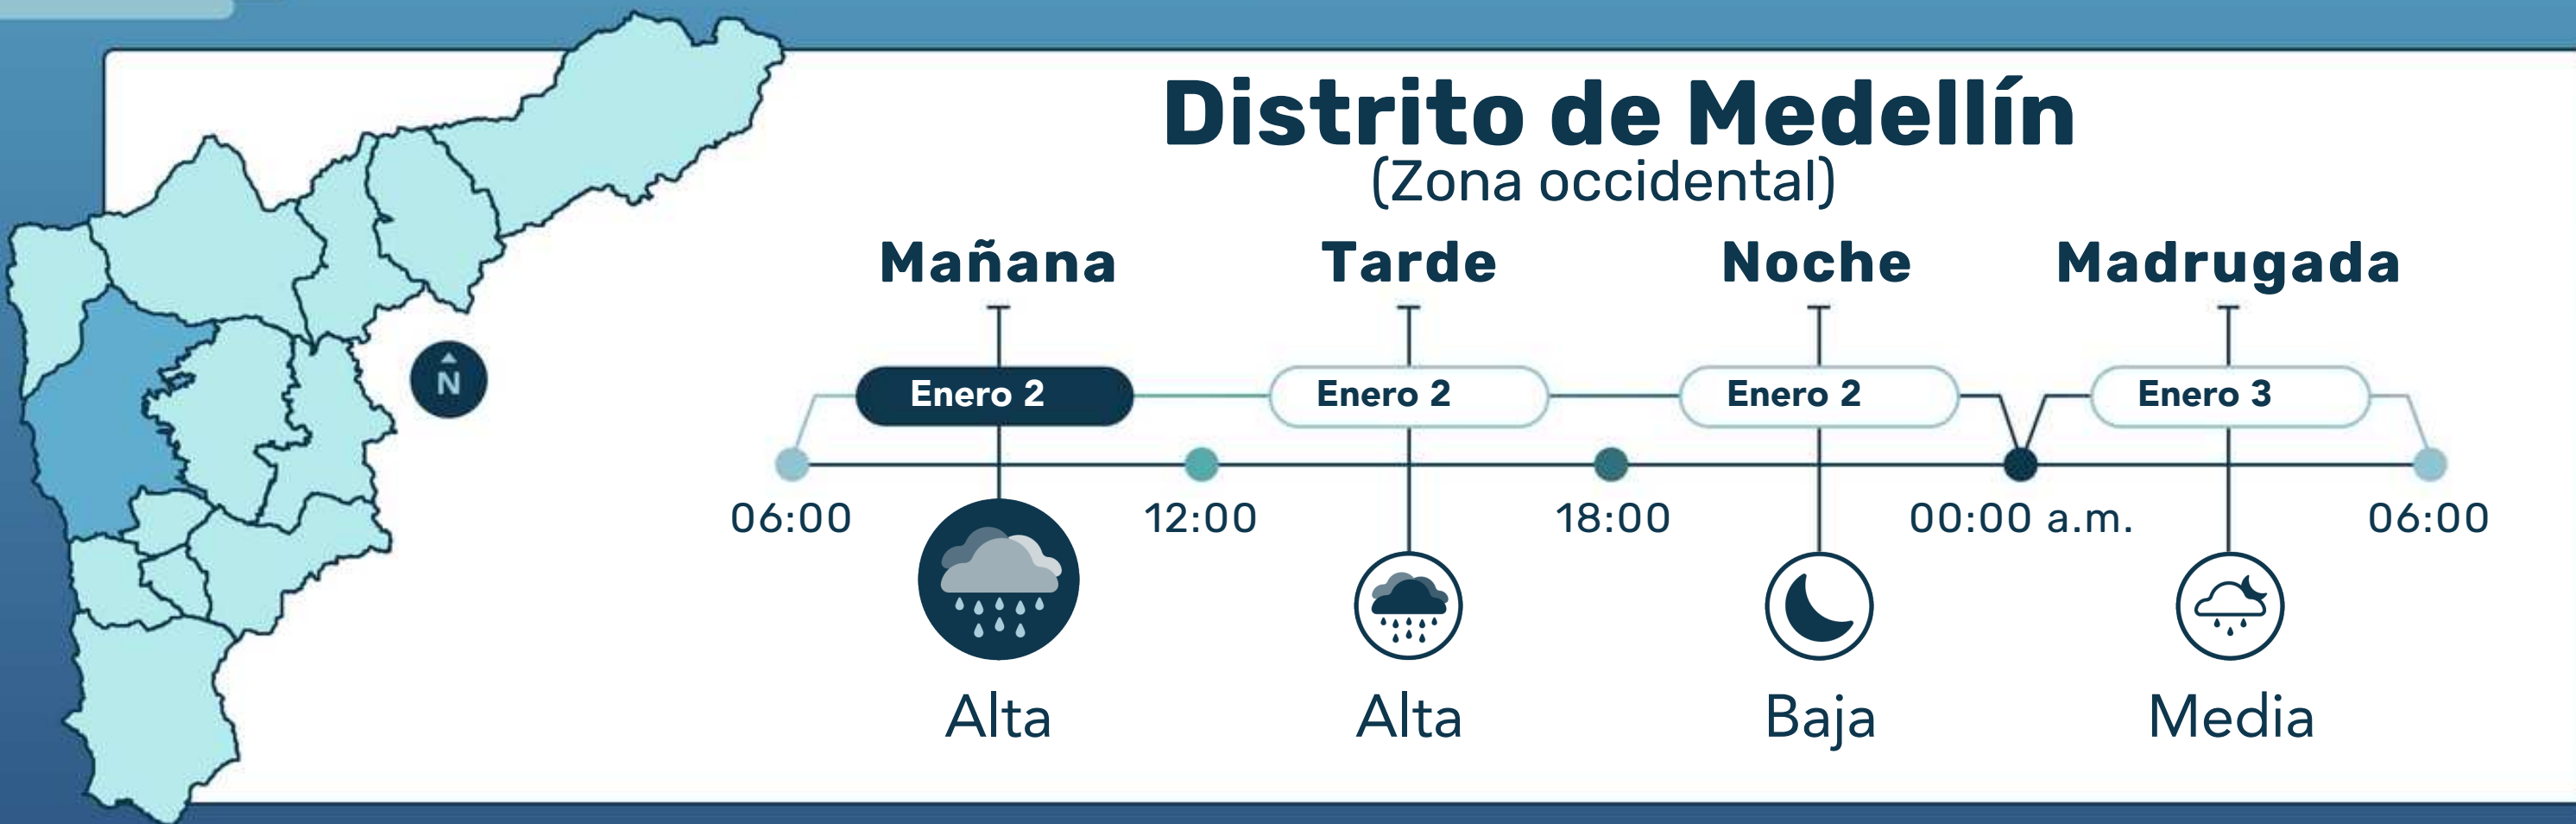 Distrito de Medellín
(Zona occidental)
Mañana Tarde Noche Madrugada
Enero 2 Enero 2 Enero 2 Enero 3
N
06:00 12:00 18:00 00:00 a.m. 06:00
Alta Alta Baja Media